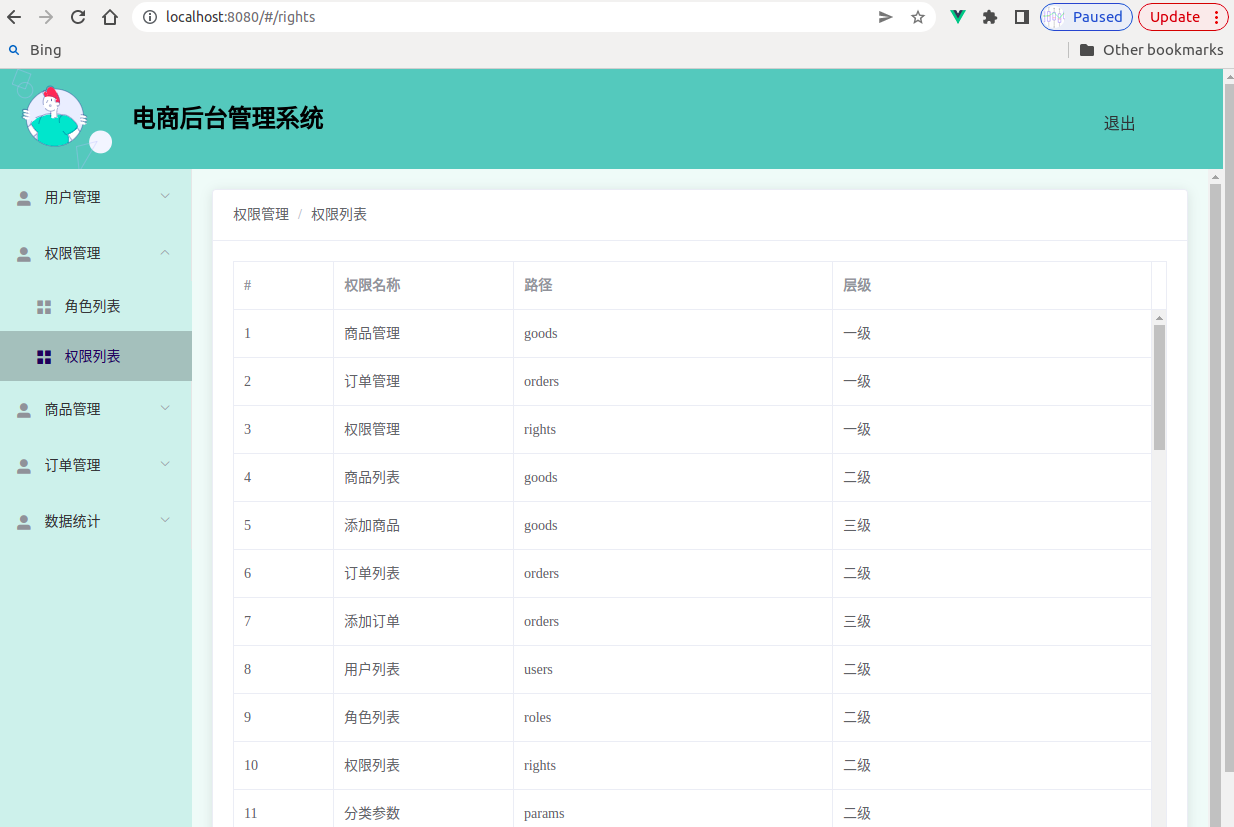 localhost:8080/#/rights
Paused
Update
Bing
Other bookmarks
电商后台管理系统
退出
用户管理
权限管理
角色列表
权限列表
商品管理
订单管理
数据统计
权限管理 / 权限列表
# 权限名称 路径 层级
1 商品管理 goods 一级
2 订单管理 orders 一级
3 权限管理 rights 一级
4 商品列表 goods 二级
5 添加商品 goods 三级
6 订单列表 orders 二级
7 添加订单 orders 三级
8 用户列表 users 二级
9 角色列表 roles 二级
10 权限列表 rights 二级
11 分类参数 params 二级